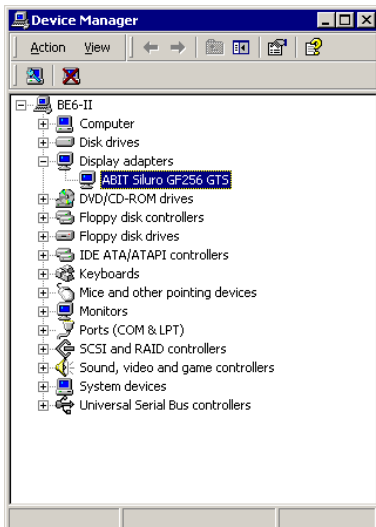 Device Manager
Action View
BE6-II
Computer
Disk drives
Display adapters
ABIT Siluro GF256 GTS
DVD/CD-ROM drives
Floppy disk controllers
Floppy disk drives
IDE ATA/ATAPI controllers
Keyboards
Mice and other pointing devices
Monitors
Ports (COM & LPT)
SCSI and RAID controllers
Sound, video and game controllers
System devices
Universal Serial Bus controllers